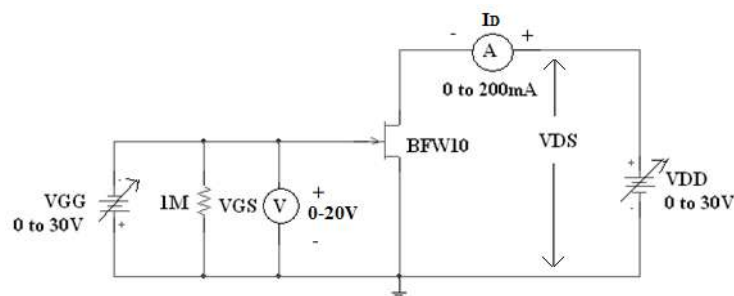 ID
- +
A
0 to 200mA
BFW10
VDS
+
VDD
-
0 to 30V
-
VGG
0 to 30V
+
1M
VGS
V
+
0-20V
-